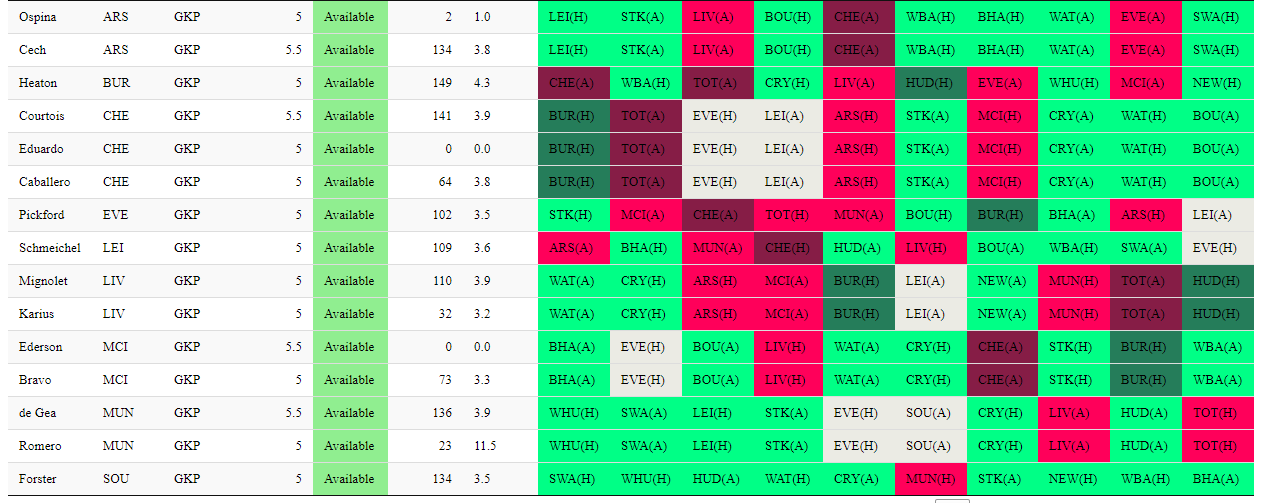 Ospina ARS GKP 5 Available 2 1.0 LEI(H) STK(A) LIV(A) BOU(H) CHE(A) WBA(H) BHA(H) WAT(A) EVE(A) SWA(H)
Cech ARS GKP 5.5 Available 134 3.8 LEI(H) STK(A) LIV(A) BOU(H) CHE(A) WBA(H) BHA(H) WAT(A) EVE(A) SWA(H)
Heaton BUR GKP 5 Available 149 4.3 CHE(A) WBA(H) TOT(A) CRY(H) LIV(A) HUD(H) EVE(A) WHU(H) MCI(A) NEW(H)
Courtois CHE GKP 5.5 Available 141 3.9 BUR(H) TOT(A) EVE(H) LEI(A) ARS(H) STK(A) MCI(H) CRY(A) WAT(H) BOU(A)
Eduardo CHE GKP 5 Available 0 0.0 BUR(H) TOT(A) EVE(H) LEI(A) ARS(H) STK(A) MCI(H) CRY(A) WAT(H) BOU(A)
Caballero CHE GKP 5 Available 64 3.8 BUR(H) TOT(A) EVE(H) LEI(A) ARS(H) STK(A) MCI(H) CRY(A) WAT(H) BOU(A)
Pickford EVE GKP 5 Available 102 3.5 STK(H) MCI(A) CHE(A) TOT(H) MUN(A) BOU(H) BUR(H) BHA(A) ARS(H) LEI(A)
Schmeichel LEI GKP 5 Available 109 3.6 ARS(A) BHA(H) MUN(A) CHE(H) HUD(A) LIV(H) BOU(A) WBA(H) SWA(A) EVE(H)
Mignolet LIV GKP 5 Available 110 3.9 WAT(A) CRY(H) ARS(H) MCI(A) BUR(H) LEI(A) NEW(A) MUN(H) TOT(A) HUD(H)
Karius LIV GKP 5 Available 32 3.2 WAT(A) CRY(H) ARS(H) MCI(A) BUR(H) LEI(A) NEW(A) MUN(H) TOT(A) HUD(H)
Ederson MCI GKP 5.5 Available 0 0.0 BHA(A) EVE(H) BOU(A) LIV(H) WAT(A) CRY(H) CHE(A) STK(H) BUR(H) WBA(A)
Bravo MCI GKP 5 Available 73 3.3 BHA(A) EVE(H) BOU(A) LIV(H) WAT(A) CRY(H) CHE(A) STK(H) BUR(H) WBA(A)
de Gea MUN GKP 5.5 Available 136 3.9 WHU(H) SWA(A) LEI(H) STK(A) EVE(H) SOU(A) CRY(H) LIV(A) HUD(A) TOT(H)
Romero MUN GKP 5 Available 23 11.5 WHU(H) SWA(A) LEI(H) STK(A) EVE(H) SOU(A) CRY(H) LIV(A) HUD(A) TOT(H)
Forster SOU GKP 5 Available 134 3.5 SWA(H) WHU(H) HUD(A) WAT(H) CRY(A) MUN(H) STK(A) NEW(H) WBA(H) BHA(A)